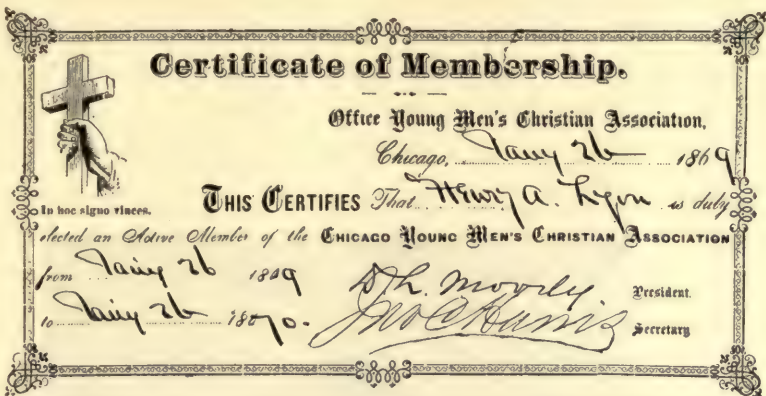 Certificate of Membership.
Office Young Men's Christian Association,
Chicago, Jany 26 1869
In hoc signo vinces.
THIS CERTIFIES That Henry A. Lyon is duly
elected an Active Member of the CHICAGO YOUNG MEN'S CHRISTIAN ASSOCIATION
from Jany 26 1869
D. L. Moody President.
to Jany 26 1870.
Jno C Harris Secretary